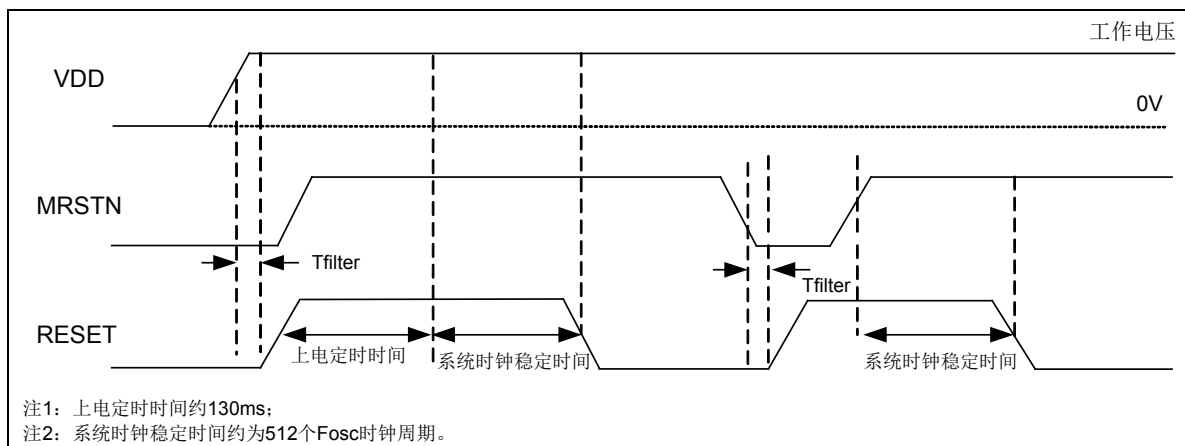 工作电压
VDD
0V
MRSTN
Tfilter
Tfilter
RESET
上电定时时间
系统时钟稳定时间
系统时钟稳定时间
注1：上电定时时间约130ms；
注2：系统时钟稳定时间约为512个Fosc时钟周期。